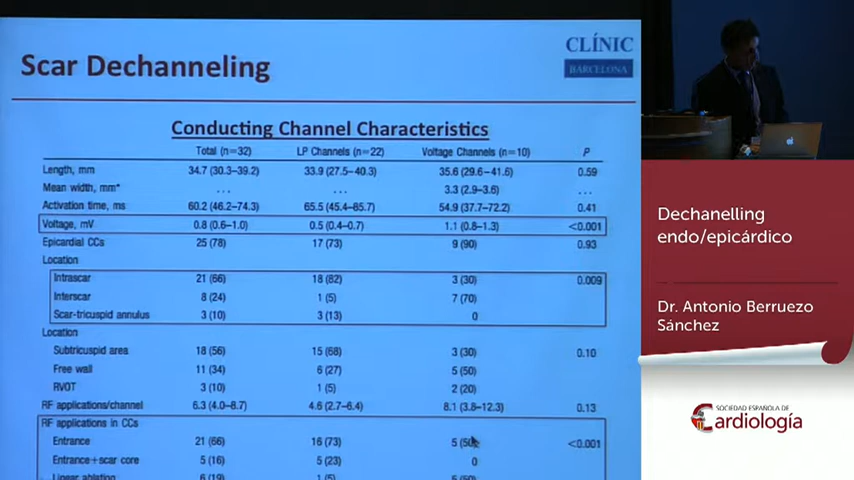 Scar Dechanneling
CLÍNIC
BARCELONA
Conducting Channel Characteristics
Total (n=32) LP Channels (n=22) Voltage Channels (n=10) P
Length, mm 34.7 (30.3–39.2) 33.9 (27.5–40.3) 35.6 (29.6–41.6) 0.59
Mean width, mm* ... ... 3.3 (2.9–3.6) ...
Activation time, ms 60.2 (46.2–74.3) 65.5 (45.4–85.7) 54.9 (37.7–72.2) 0.41
Voltage, mV 0.8 (0.6–1.0) 0.5 (0.4–0.7) 1.1 (0.8–1.3) <0.001
Epicardial CCs 25 (78) 17 (73) 9 (90) 0.93
Location
Intrascar 21 (66) 18 (82) 3 (30) 0.009
Interscar 8 (24) 1 (5) 7 (70)
Scar-tricuspid annulus 3 (10) 3 (13) 0
Location
Subtricuspid area 18 (56) 15 (68) 3 (30) 0.10
Free wall 11 (34) 6 (27) 5 (50)
RVOT 3 (10) 1 (5) 2 (20)
RF applications/channel 6.3 (4.0–8.7) 4.6 (2.7–6.4) 8.1 (3.8–12.3) 0.13
RF applications in CCs
Entrance 21 (66) 16 (73) 5 (50) <0.001
Entrance+scar core 5 (16) 5 (23) 0
Linear ablating 6 (19) 1 (5) 5 (50)
Dechanelling
endo/epicárdico
Dr. Antonio Berruezo
Sánchez
SOCIEDAD ESPAÑOLA DE
Cardiología